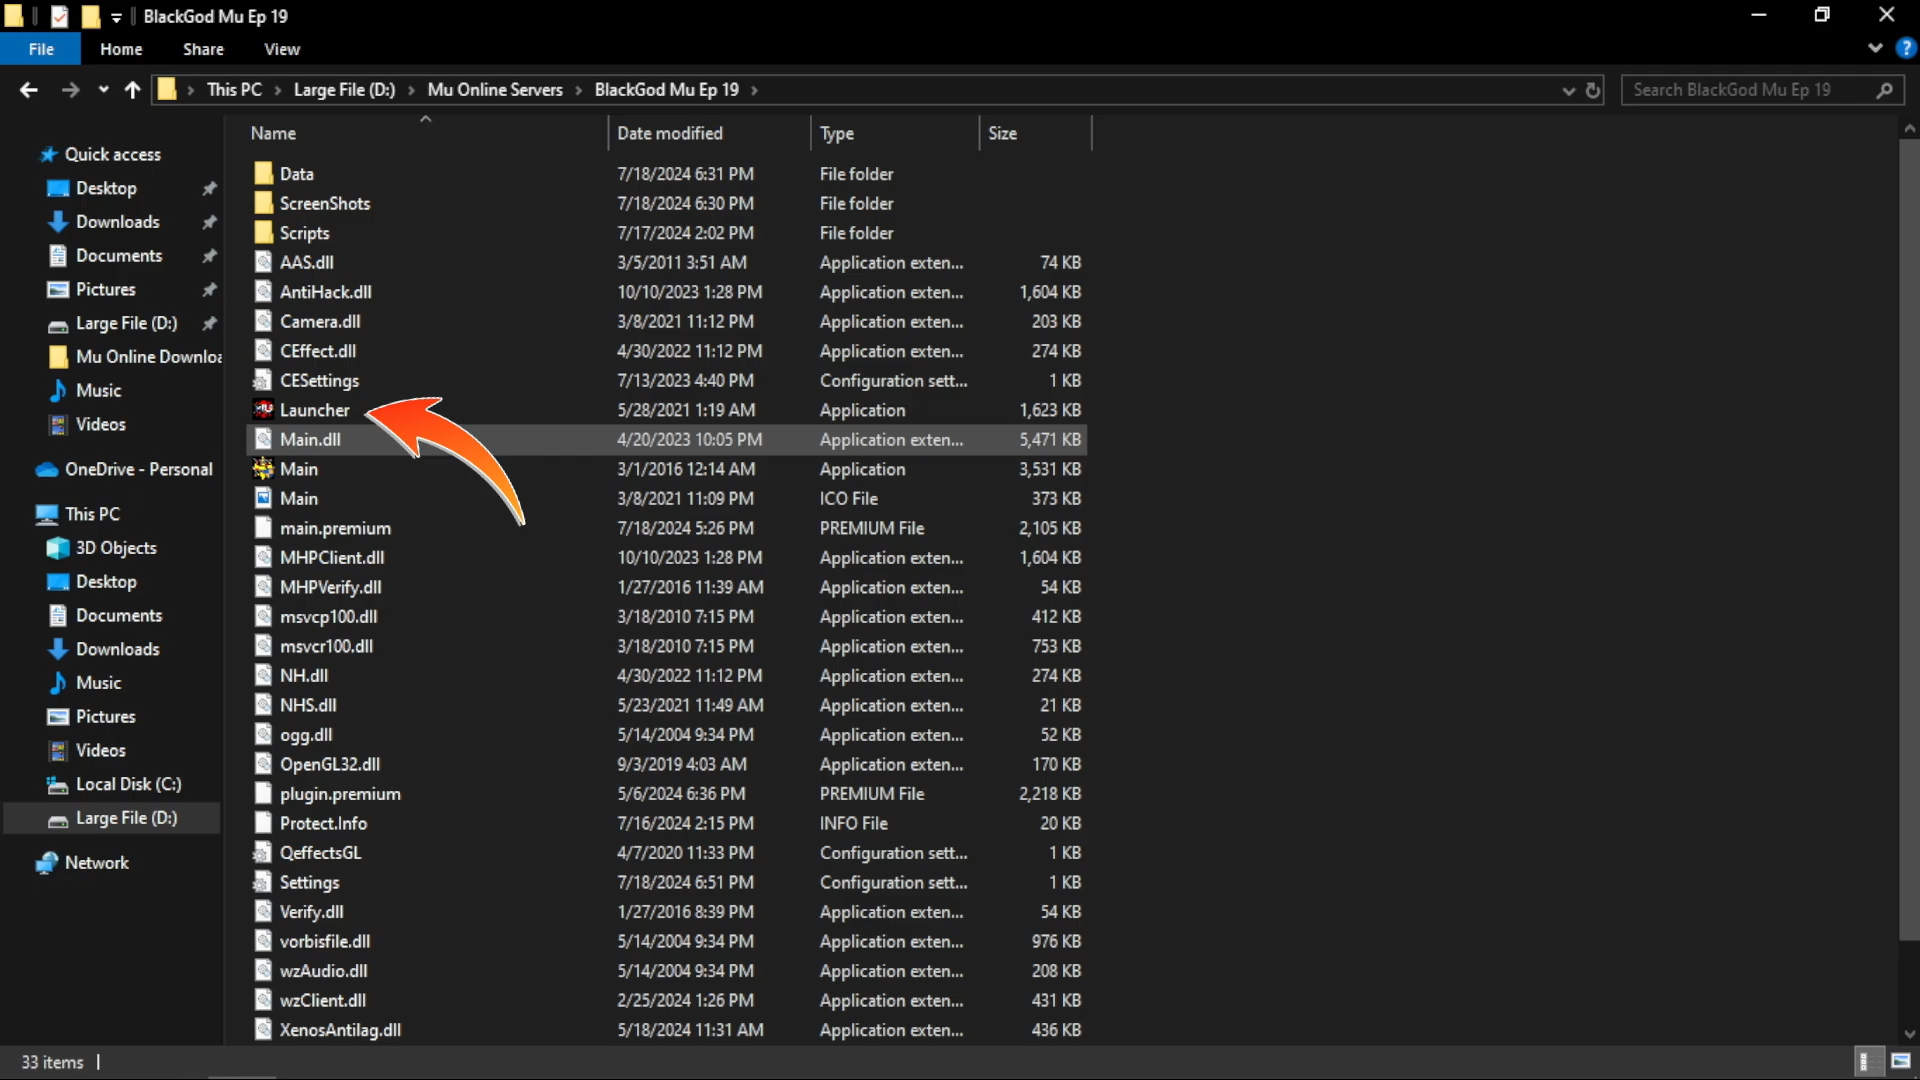 BlackGod Mu Ep 19
File Home Share View
This PC Large File (D:) Mu Online Servers BlackGod Mu Ep 19 Search BlackGod Mu Ep 19
Name Date modified Type Size
Quick access
Desktop
Downloads
Documents
Pictures
Large File (D:)
Mu Online Downloa
Music
Videos
OneDrive - Personal
This PC
3D Objects
Desktop
Documents
Downloads
Music
Pictures
Videos
Local Disk (C:)
Large File (D:)
Network
Data 7/18/2024 6:31 PM File folder
ScreenShots 7/18/2024 6:30 PM File folder
Scripts 7/17/2024 2:02 PM File folder
AAS.dll 3/5/2011 3:51 AM Application exten... 74 KB
AntiHack.dll 10/10/2023 1:28 PM Application exten... 1,604 KB
Camera.dll 3/8/2021 11:12 PM Application exten... 203 KB
CEffect.dll 4/30/2022 11:12 PM Application exten... 274 KB
CESettings 7/13/2023 4:40 PM Configuration sett... 1 KB
Launcher 5/28/2021 1:19 AM Application 1,623 KB
Main.dll 4/20/2023 10:05 PM Application exten... 5,471 KB
Main 3/1/2016 12:14 AM Application 3,531 KB
Main 3/8/2021 11:09 PM ICO File 373 KB
main.premium 7/18/2024 5:26 PM PREMIUM File 2,105 KB
MHPClient.dll 10/10/2023 1:28 PM Application exten... 1,604 KB
MHPVerify.dll 1/27/2016 11:39 AM Application exten... 54 KB
msvcp100.dll 3/18/2010 7:15 PM Application exten... 412 KB
msvcr100.dll 3/18/2010 7:15 PM Application exten... 753 KB
NH.dll 4/30/2022 11:12 PM Application exten... 274 KB
NHS.dll 5/23/2021 11:49 AM Application exten... 21 KB
ogg.dll 5/14/2004 9:34 PM Application exten... 52 KB
OpenGL32.dll 9/3/2019 4:03 AM Application exten... 170 KB
plugin.premium 5/6/2024 6:36 PM PREMIUM File 2,218 KB
Protect.Info 7/16/2024 2:15 PM INFO File 20 KB
QeffectsGL 4/7/2020 11:33 PM Configuration sett... 1 KB
Settings 7/18/2024 6:51 PM Configuration sett... 1 KB
Verify.dll 1/27/2016 8:39 PM Application exten... 54 KB
vorbisfile.dll 5/14/2004 9:34 PM Application exten... 976 KB
wzAudio.dll 5/14/2004 9:34 PM Application exten... 208 KB
wzClient.dll 2/25/2024 1:26 PM Application exten... 431 KB
XenosAntilag.dll 5/18/2024 11:31 AM Application exten... 436 KB
33 items